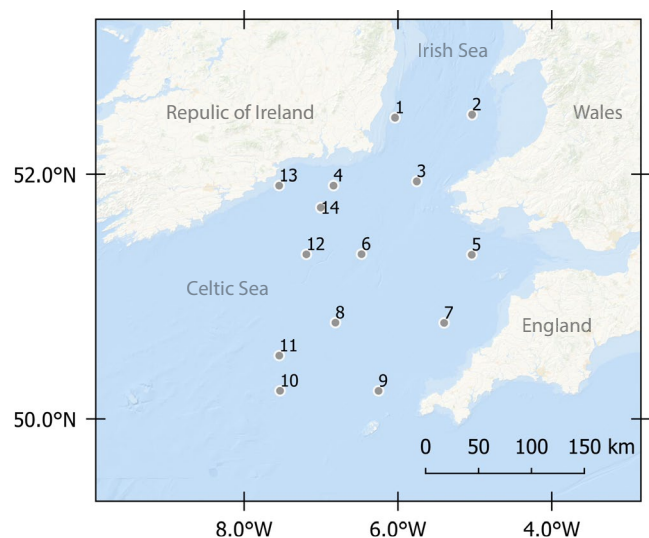 Irish Sea
1
2
Repulic of Ireland
Wales
52.0°N
13
4
3
14
12
6
5
Celtic Sea
8
7
England
11
10
9
50.0°N
0 50 100 150 km
8.0°W 6.0°W 4.0°W